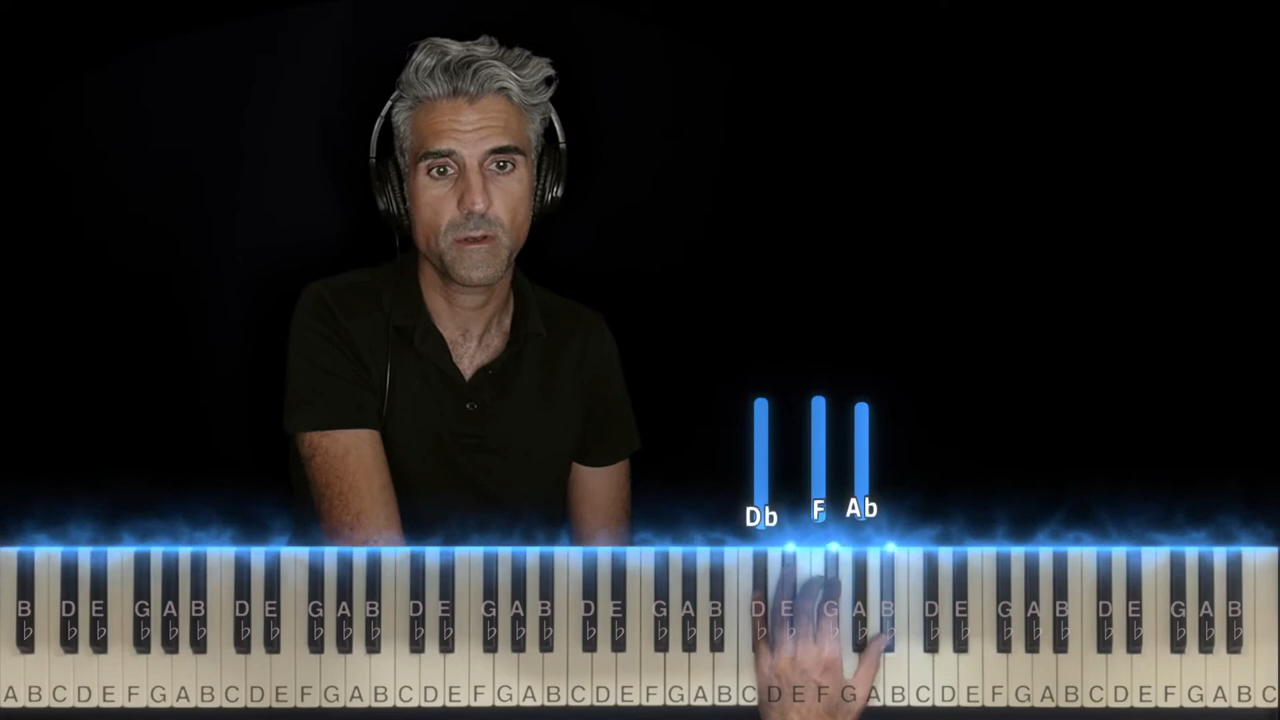 Db F Ab
B D E G A B D E G A B D E G A B D E G A B D E G A B D E G A B D E G A B
♭ ♭ ♭ ♭ ♭ ♭ ♭ ♭ ♭ ♭ ♭ ♭ ♭ ♭ ♭ ♭ ♭ ♭ ♭ ♭ ♭ ♭ ♭ ♭ ♭ ♭ ♭ ♭ ♭ ♭ ♭ ♭ ♭ ♭ ♭ ♭
A B C D E F G A B C D E F G A B C D E F G A B C D E F G A B C D E F G A B C D E F G A B C D E F G A B C